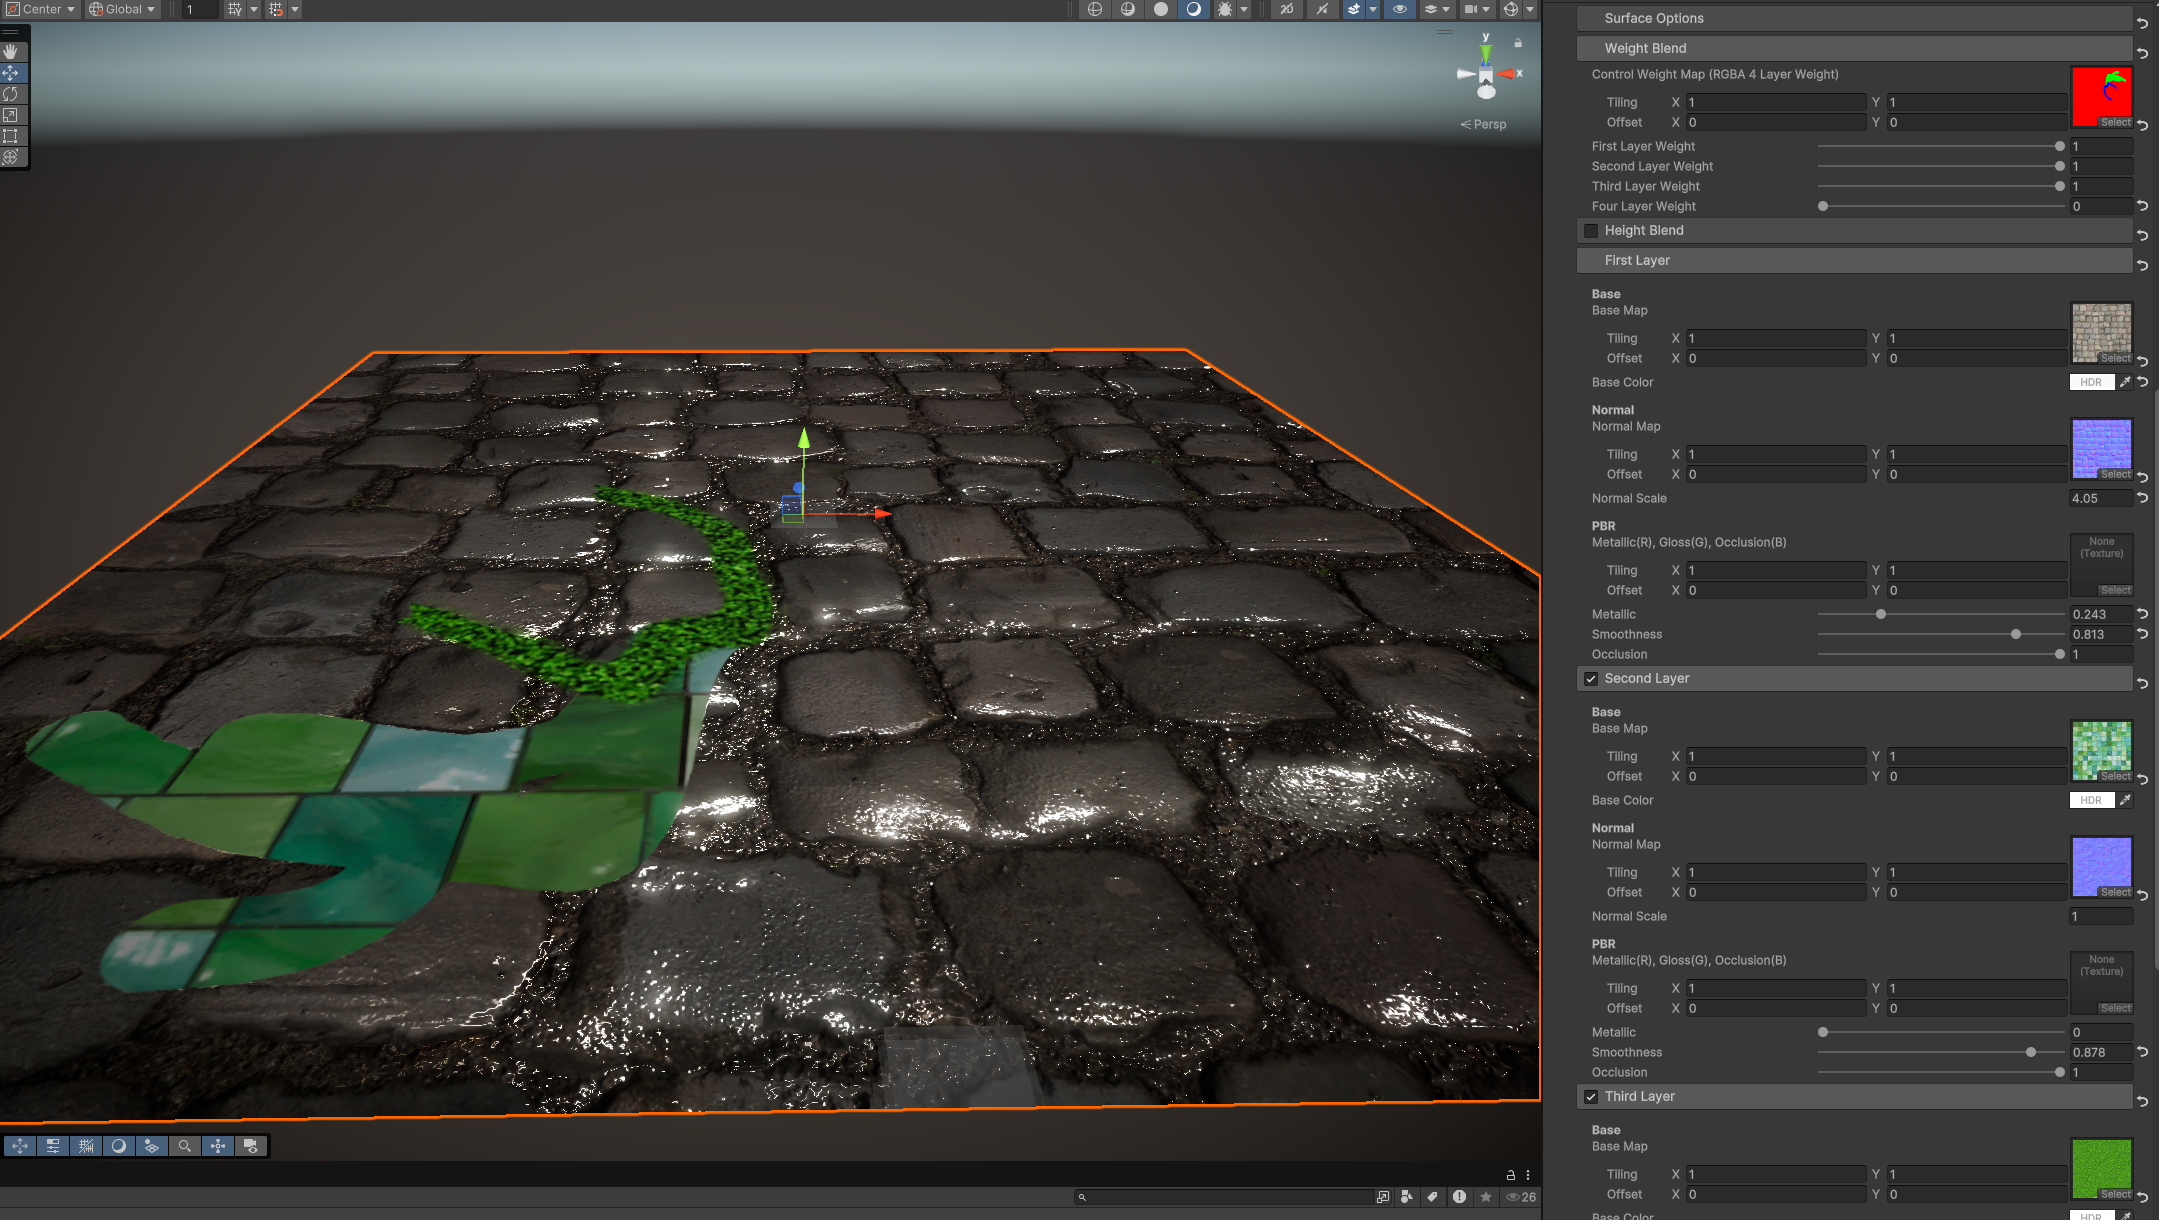 Center
Global
1
2D
y
x
Persp
26
Surface Options
Weight Blend
Control Weight Map (RGBA 4 Layer Weight)
Tiling X 1 Y 1
Offset X 0 Y 0
Select
First Layer Weight 1
Second Layer Weight 1
Third Layer Weight 1
Four Layer Weight 0
Height Blend
First Layer
Base
Base Map
Tiling X 1 Y 1
Offset X 0 Y 0
Select
Base Color HDR
Normal
Normal Map
Tiling X 1 Y 1
Offset X 0 Y 0
Select
Normal Scale 4.05
PBR
Metallic(R), Gloss(G), Occlusion(B)
None
(Texture)
Tiling X 1 Y 1
Offset X 0 Y 0
Select
Metallic 0.243
Smoothness 0.813
Occlusion 1
Second Layer
Base
Base Map
Tiling X 1 Y 1
Offset X 0 Y 0
Select
Base Color HDR
Normal
Normal Map
Tiling X 1 Y 1
Offset X 0 Y 0
Select
Normal Scale 1
PBR
Metallic(R), Gloss(G), Occlusion(B)
None
(Texture)
Tiling X 1 Y 1
Offset X 0 Y 0
Select
Metallic 0
Smoothness 0.878
Occlusion 1
Third Layer
Base
Base Map
Tiling X 1 Y 1
Offset X 0 Y 0
Select
Base Color HDR